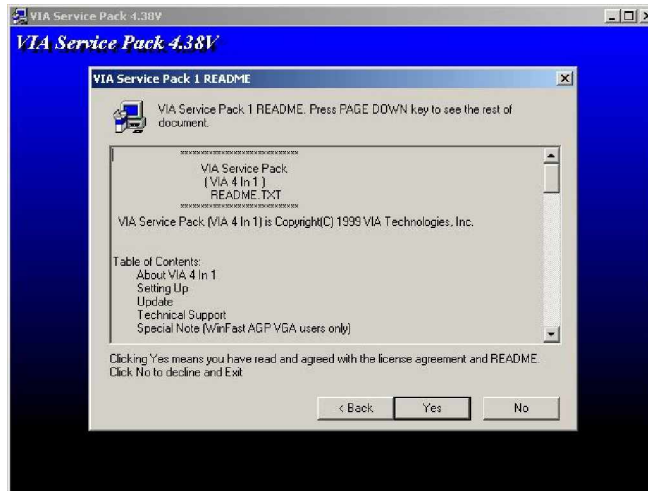 VIA Service Pack 4.38V
VIA Service Pack 4.38V
VIA Service Pack 1 README
VIA Service Pack 1 README. Press PAGE DOWN key to see the rest of
document.
VIA Service Pack
( VIA 4 In 1 )
README.TXT
VIA Service Pack (VIA 4 In 1) is Copyright(C) 1999 VIA Technologies, Inc.
Table of Contents:
About VIA 4 In 1
Setting Up
Update
Technical Support
Special Note (WinFast AGP VGA users only)
Clicking Yes means you have read and agreed with the license agreement and README.
Click No to decline and Exit
< Back
Yes
No